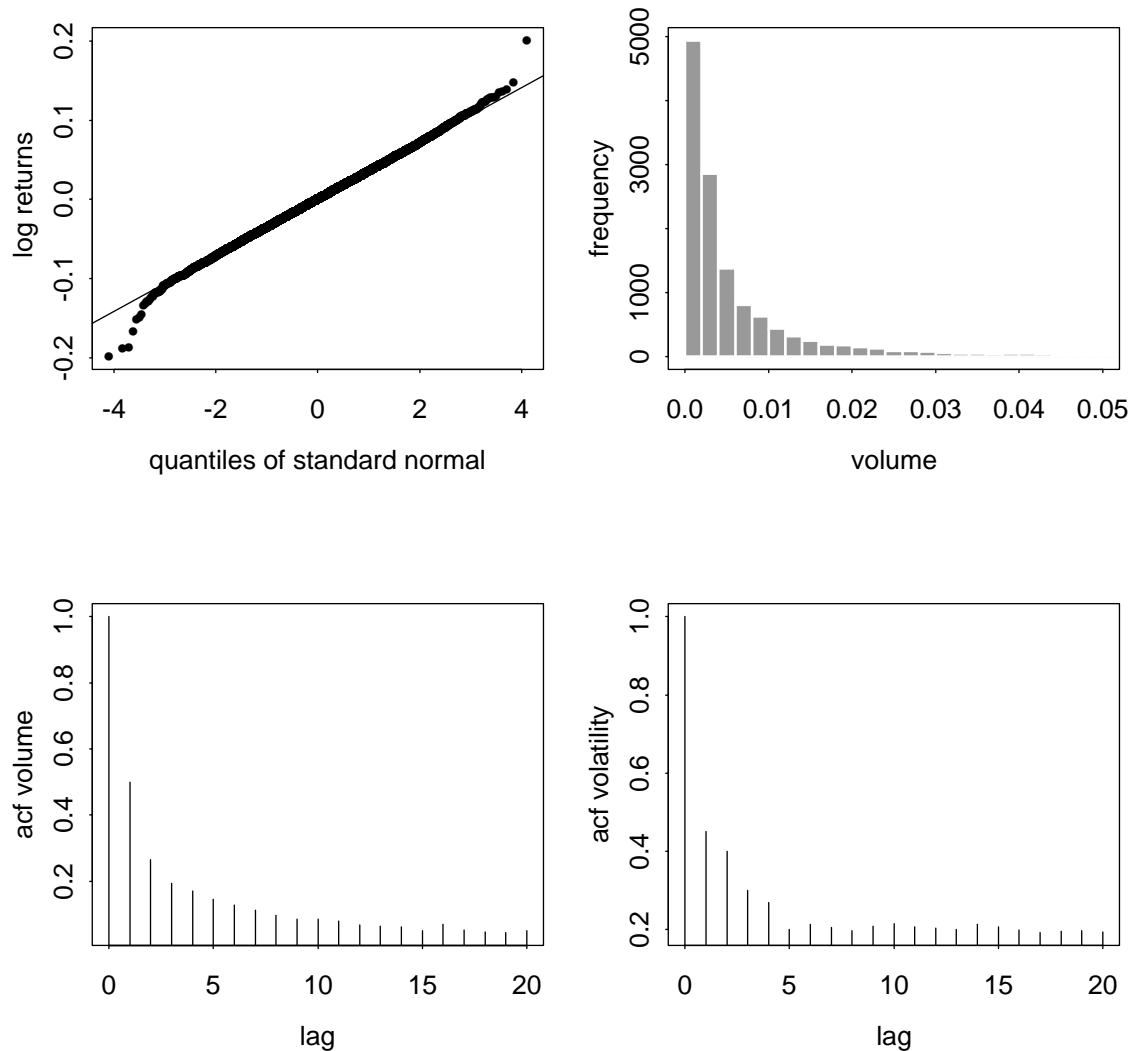 log returns
0.2
0.1
0.0
-0.1
-0.2
-4 -2 0 2 4
quantiles of standard normal
frequency
5000
3000
1000
0
0.0 0.01 0.02 0.03 0.04 0.05
volume
acf volume
1.0
0.8
0.6
0.4
0.2
0 5 10 15 20
lag
acf volatility
1.0
0.8
0.6
0.4
0.2
0 5 10 15 20
lag